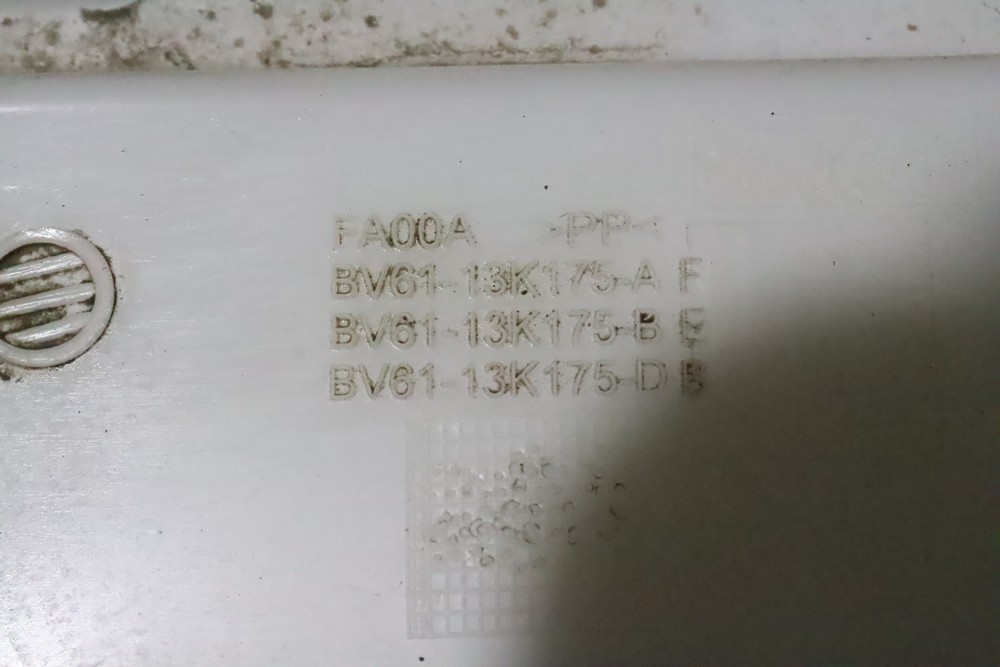 FA00A >PP<
BV61-13K175-A F
BV61-13K175-B E
BV61-13K175-D B